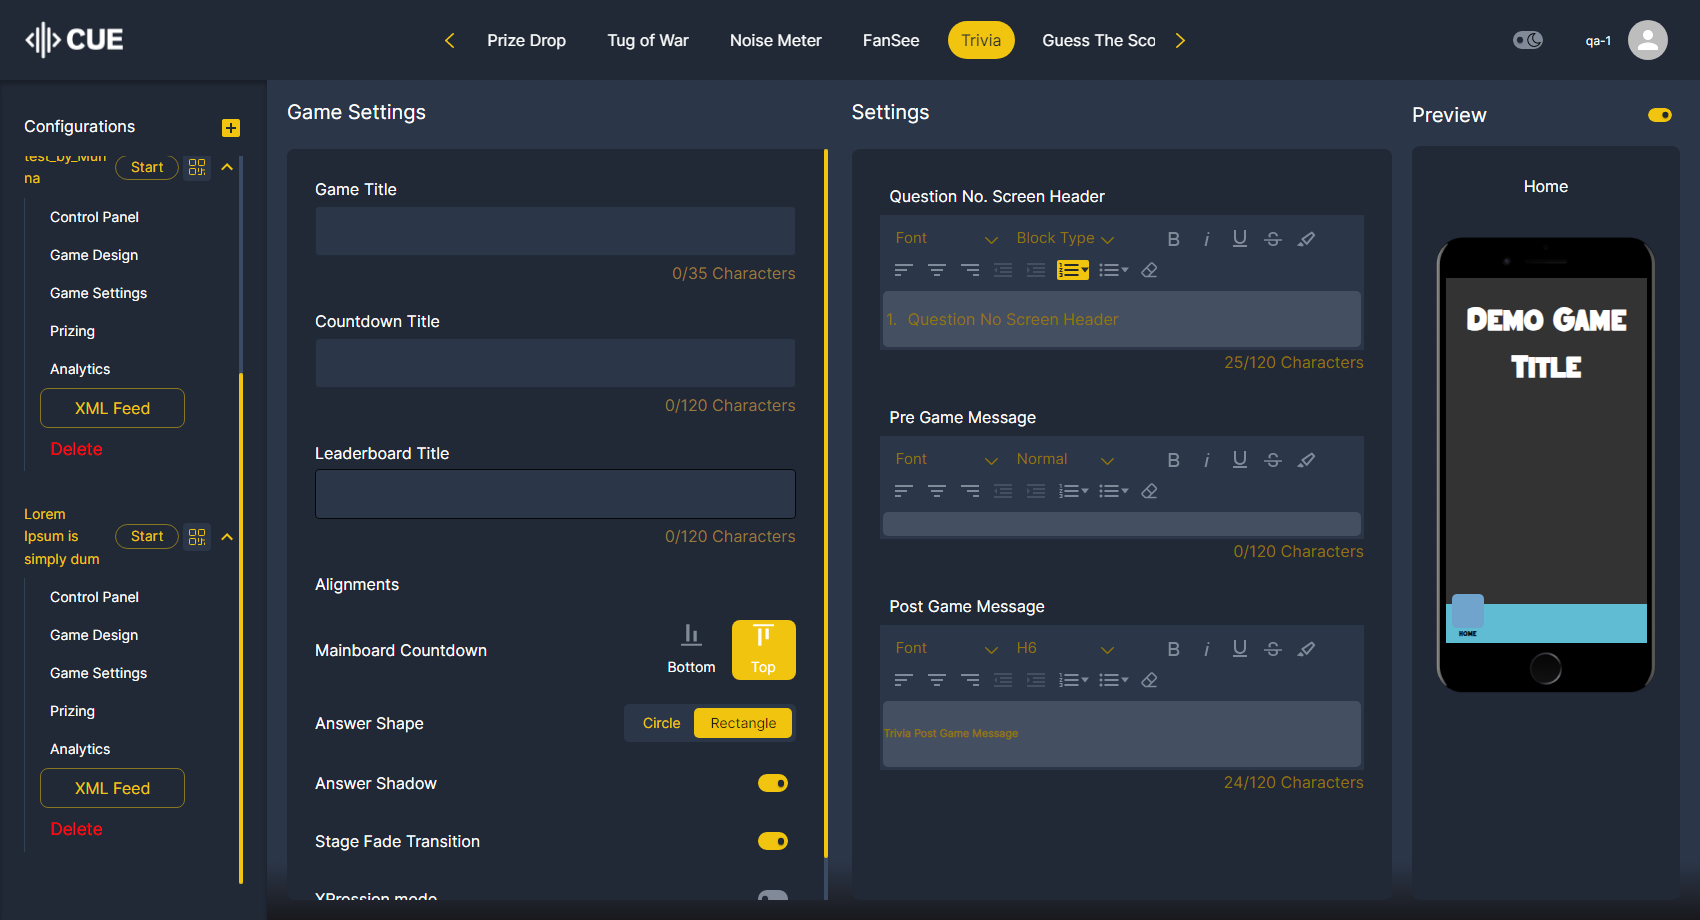 CUE
Prize Drop
Tug of War
Noise Meter
FanSee
Trivia
Guess The Sco
qa-1
Configurations
test_by_Mun
na
Start
Control Panel
Game Design
Game Settings
Prizing
Analytics
XML Feed
Delete
Lorem
Ipsum is
simply dum
Start
Control Panel
Game Design
Game Settings
Prizing
Analytics
XML Feed
Delete
Game Settings
Game Title
0/35 Characters
Countdown Title
0/120 Characters
Leaderboard Title
0/120 Characters
Alignments
Mainboard Countdown
Bottom
Top
Answer Shape
Circle
Rectangle
Answer Shadow
Stage Fade Transition
XPression mode
Settings
Question No. Screen Header
Font
Block Type
B i U S
1. Question No Screen Header
25/120 Characters
Pre Game Message
Font
Normal
B i U S
0/120 Characters
Post Game Message
Font
H6
B i U S
Trivia Post Game Message
24/120 Characters
Preview
Home
DEMO GAME
TITLE
HOME